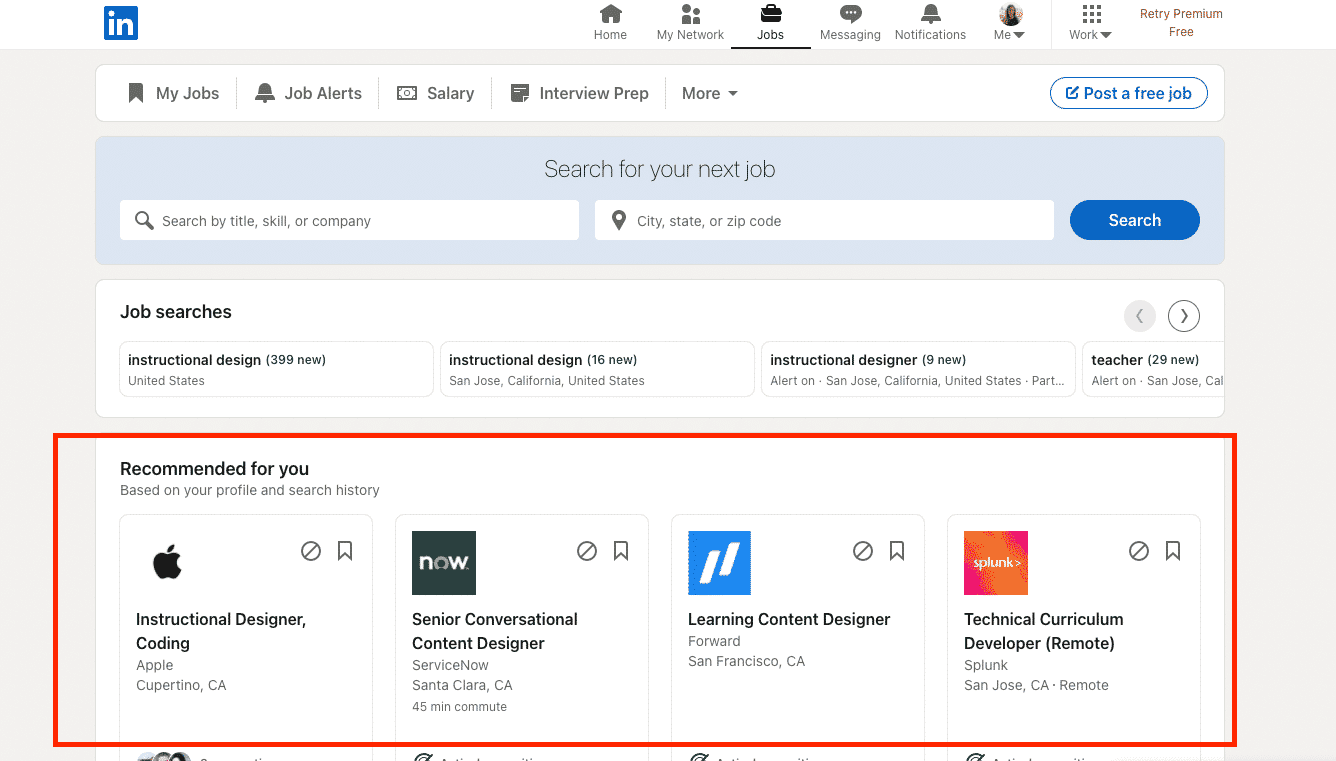 in
Home
My Network
Jobs
Messaging
Notifications
Me
Work
Retry Premium
Free
My Jobs
Job Alerts
Salary
Interview Prep
More
Post a free job
Search for your next job
Search by title, skill, or company
City, state, or zip code
Search
Job searches
instructional design (399 new)
United States
instructional design (16 new)
San Jose, California, United States
instructional designer (9 new)
Alert on · San Jose, California, United States · Part...
teacher (29 new)
Alert on · San Jose, Cal
Recommended for you
Based on your profile and search history
Instructional Designer,
Coding
Apple
Cupertino, CA
now
Senior Conversational
Content Designer
ServiceNow
Santa Clara, CA
45 min commute
Learning Content Designer
Forward
San Francisco, CA
splunk>
Technical Curriculum
Developer (Remote)
Splunk
San Jose, CA · Remote